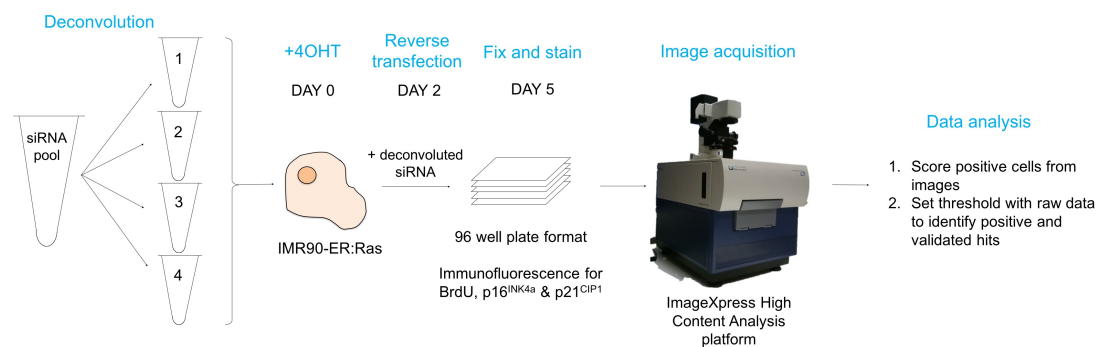 Deconvolution
siRNA
pool
1
2
3
4
+4OHT
DAY 0
IMR90-ER:Ras
Reverse
transfection
DAY 2
+ deconvoluted
siRNA
Fix and stain
DAY 5
96 well plate format
Immunofluorescence for
BrdU, p16INK4a & p21CIP1
Image acquisition
ImageXpress High
Content Analysis
platform
Data analysis
1. Score positive cells from
images
2. Set threshold with raw data
to identify positive and
validated hits